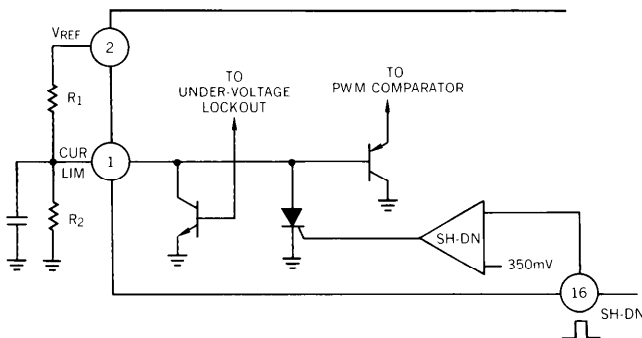 VREF
2
TO
UNDER-VOLTAGE
LOCKOUT
TO
PWM COMPARATOR
R1
CUR
LIM
1
R2
SH-DN
350mV
16
SH-DN